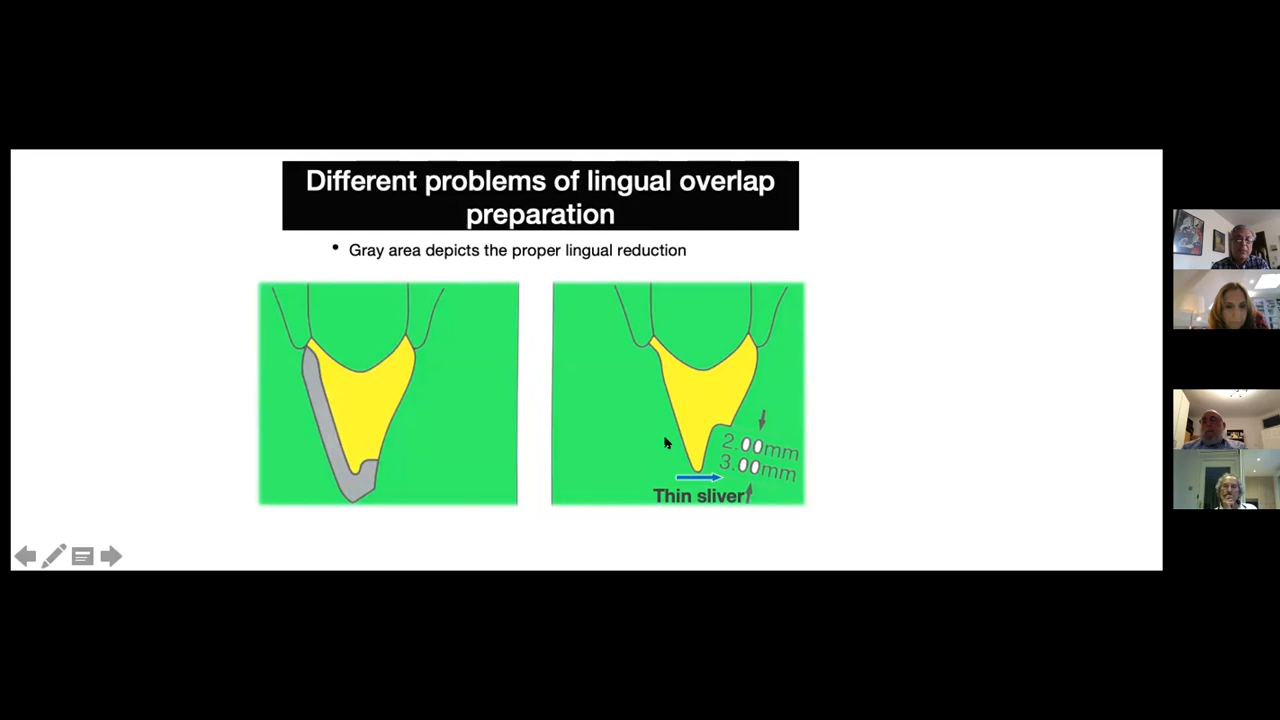 Different problems of lingual overlap
preparation
• Gray area depicts the proper lingual reduction
2.00mm
3.00mm
Thin sliver